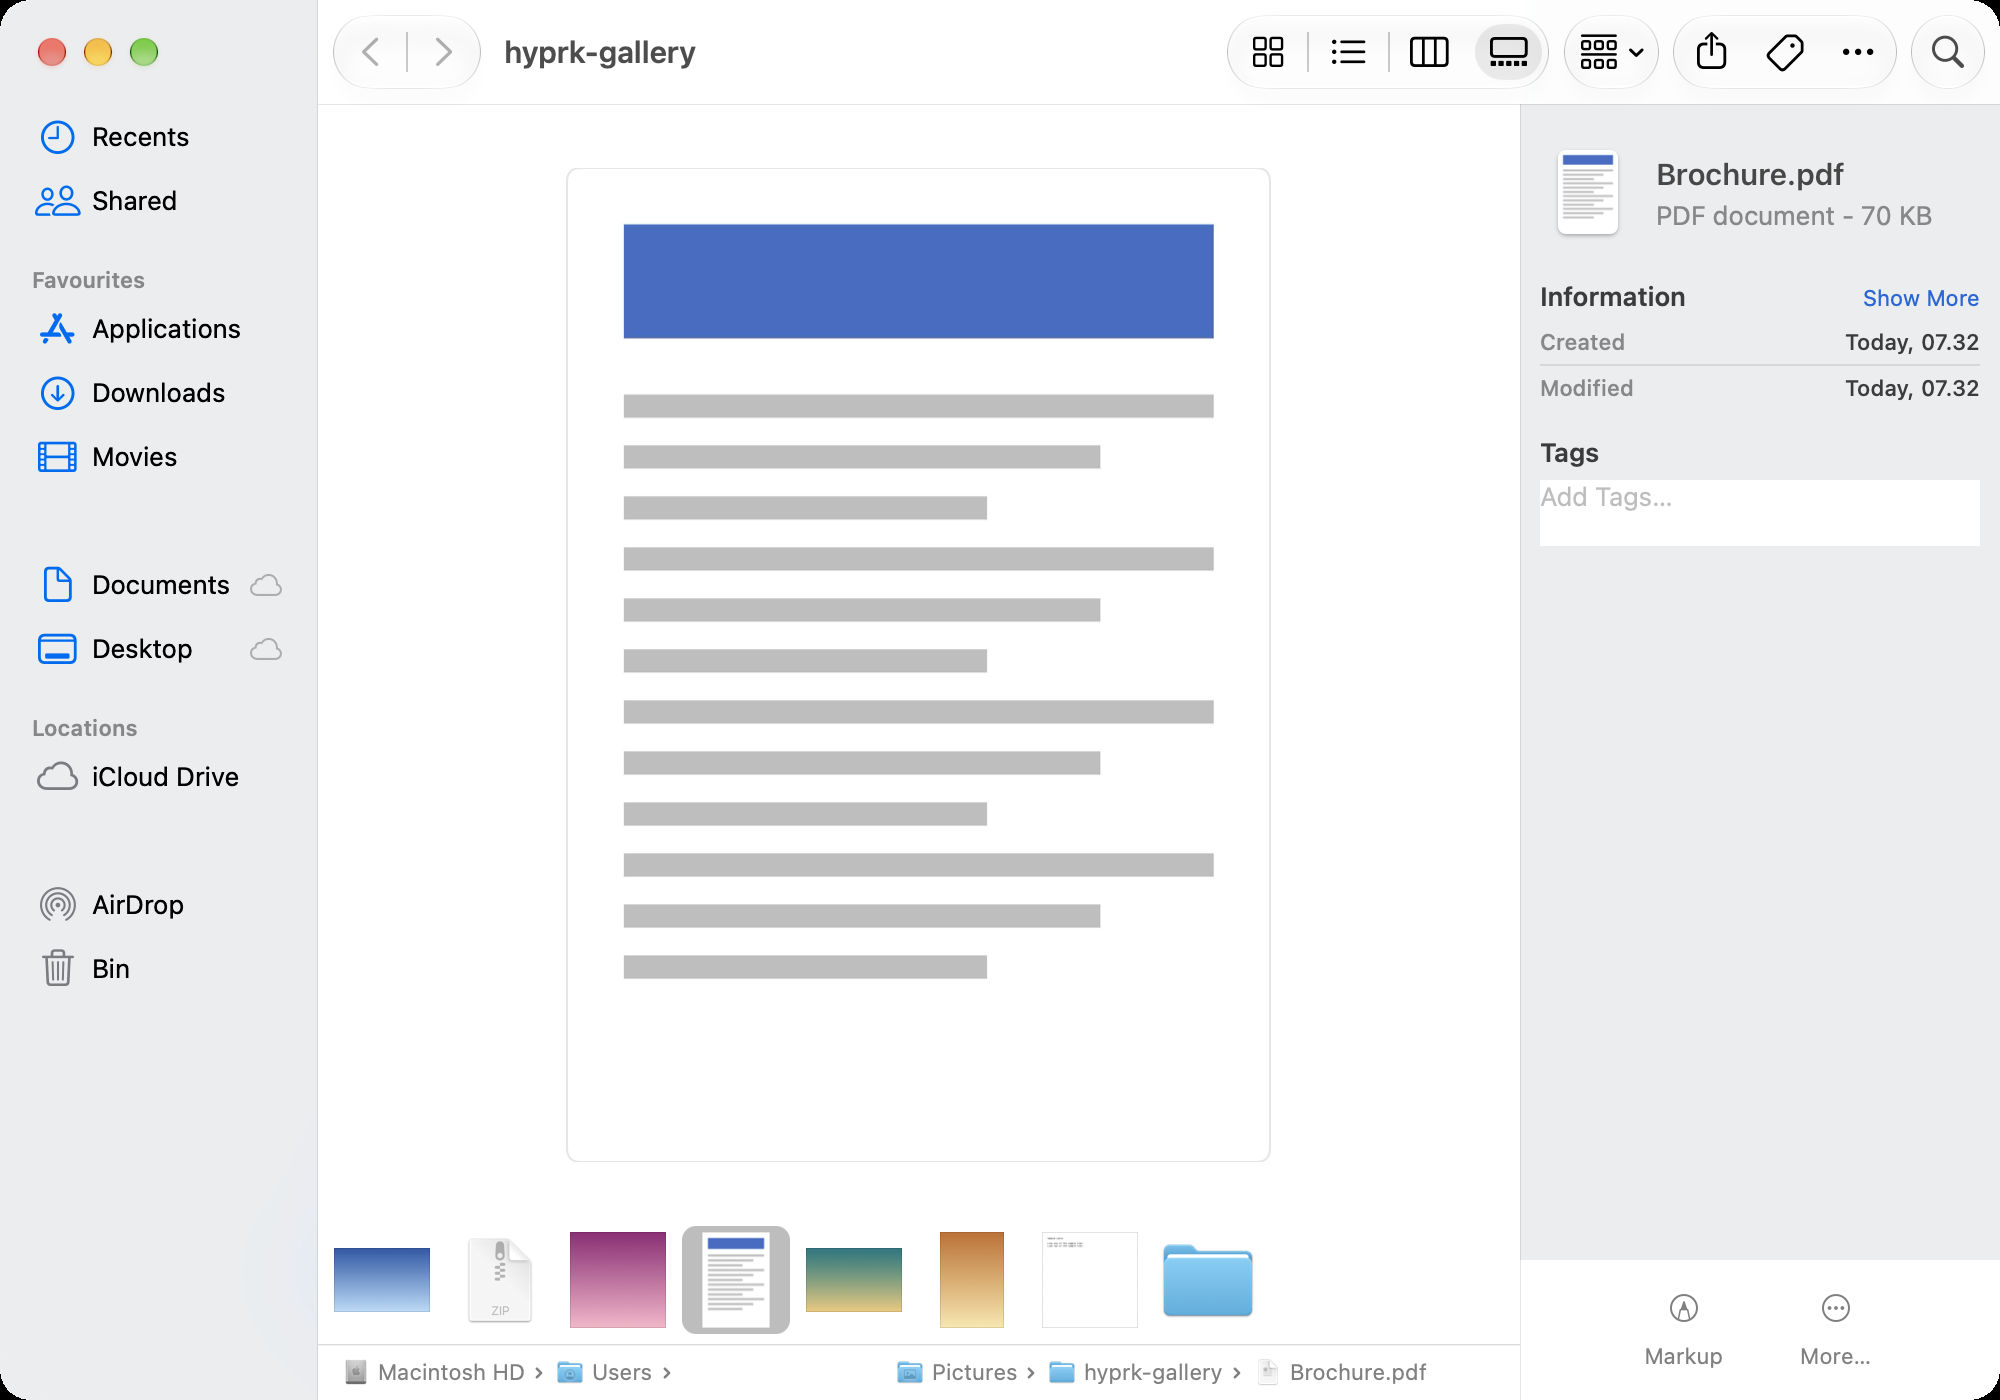 hyprk-gallery
Recents
Shared
Favourites
Applications
Downloads
Movies
Documents
Desktop
Locations
iCloud Drive
AirDrop
Bin
Brochure.pdf
PDF document - 70 KB
Information Show More
Created Today, 07.32
Modified Today, 07.32
Tags
Add Tags...
ZIP
Macintosh HD › Users › Pictures › hyprk-gallery › Brochure.pdf
Markup More...